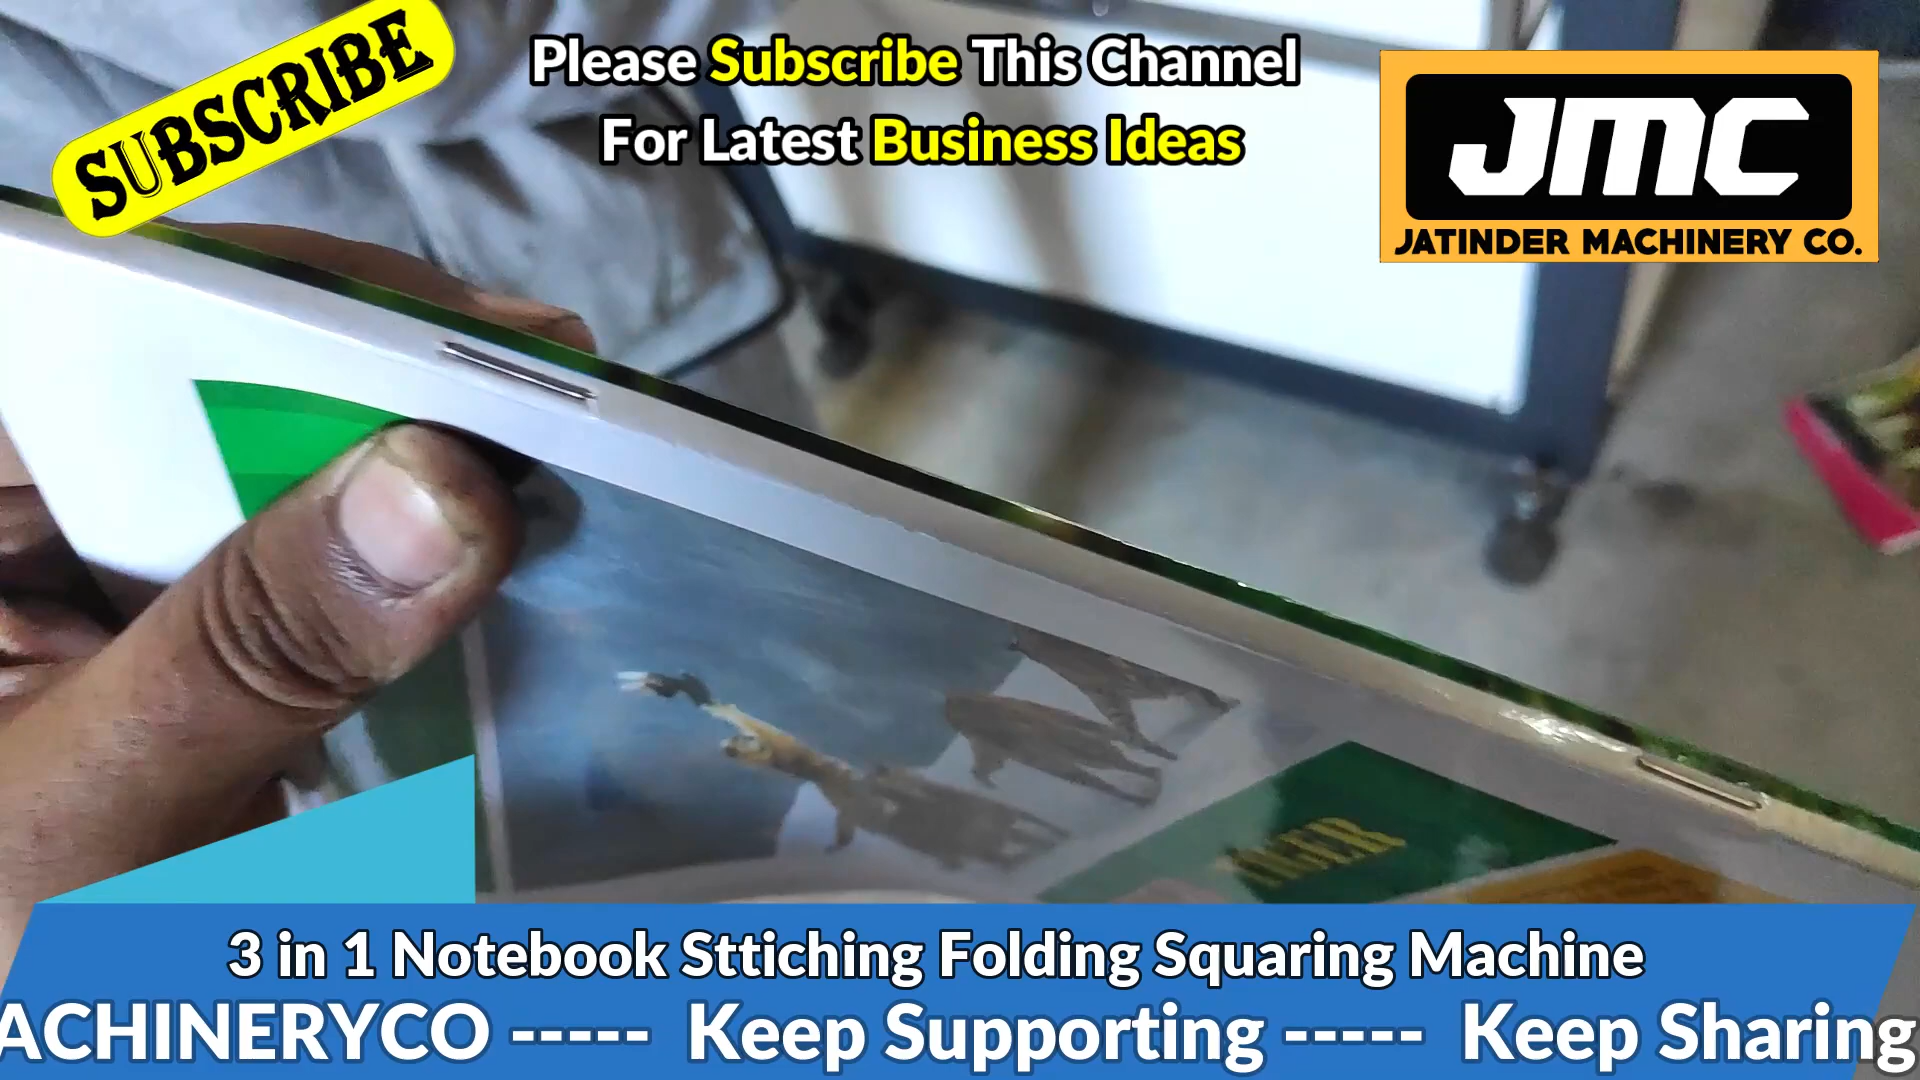 SUBSCRIBE
Please Subscribe This Channel
For Latest Business Ideas
JMC
JATINDER MACHINERY CO.
TIGER
3 in 1 Notebook Sttiching Folding Squaring Machine
ACHINERYCO ----- Keep Supporting ----- Keep Sharing